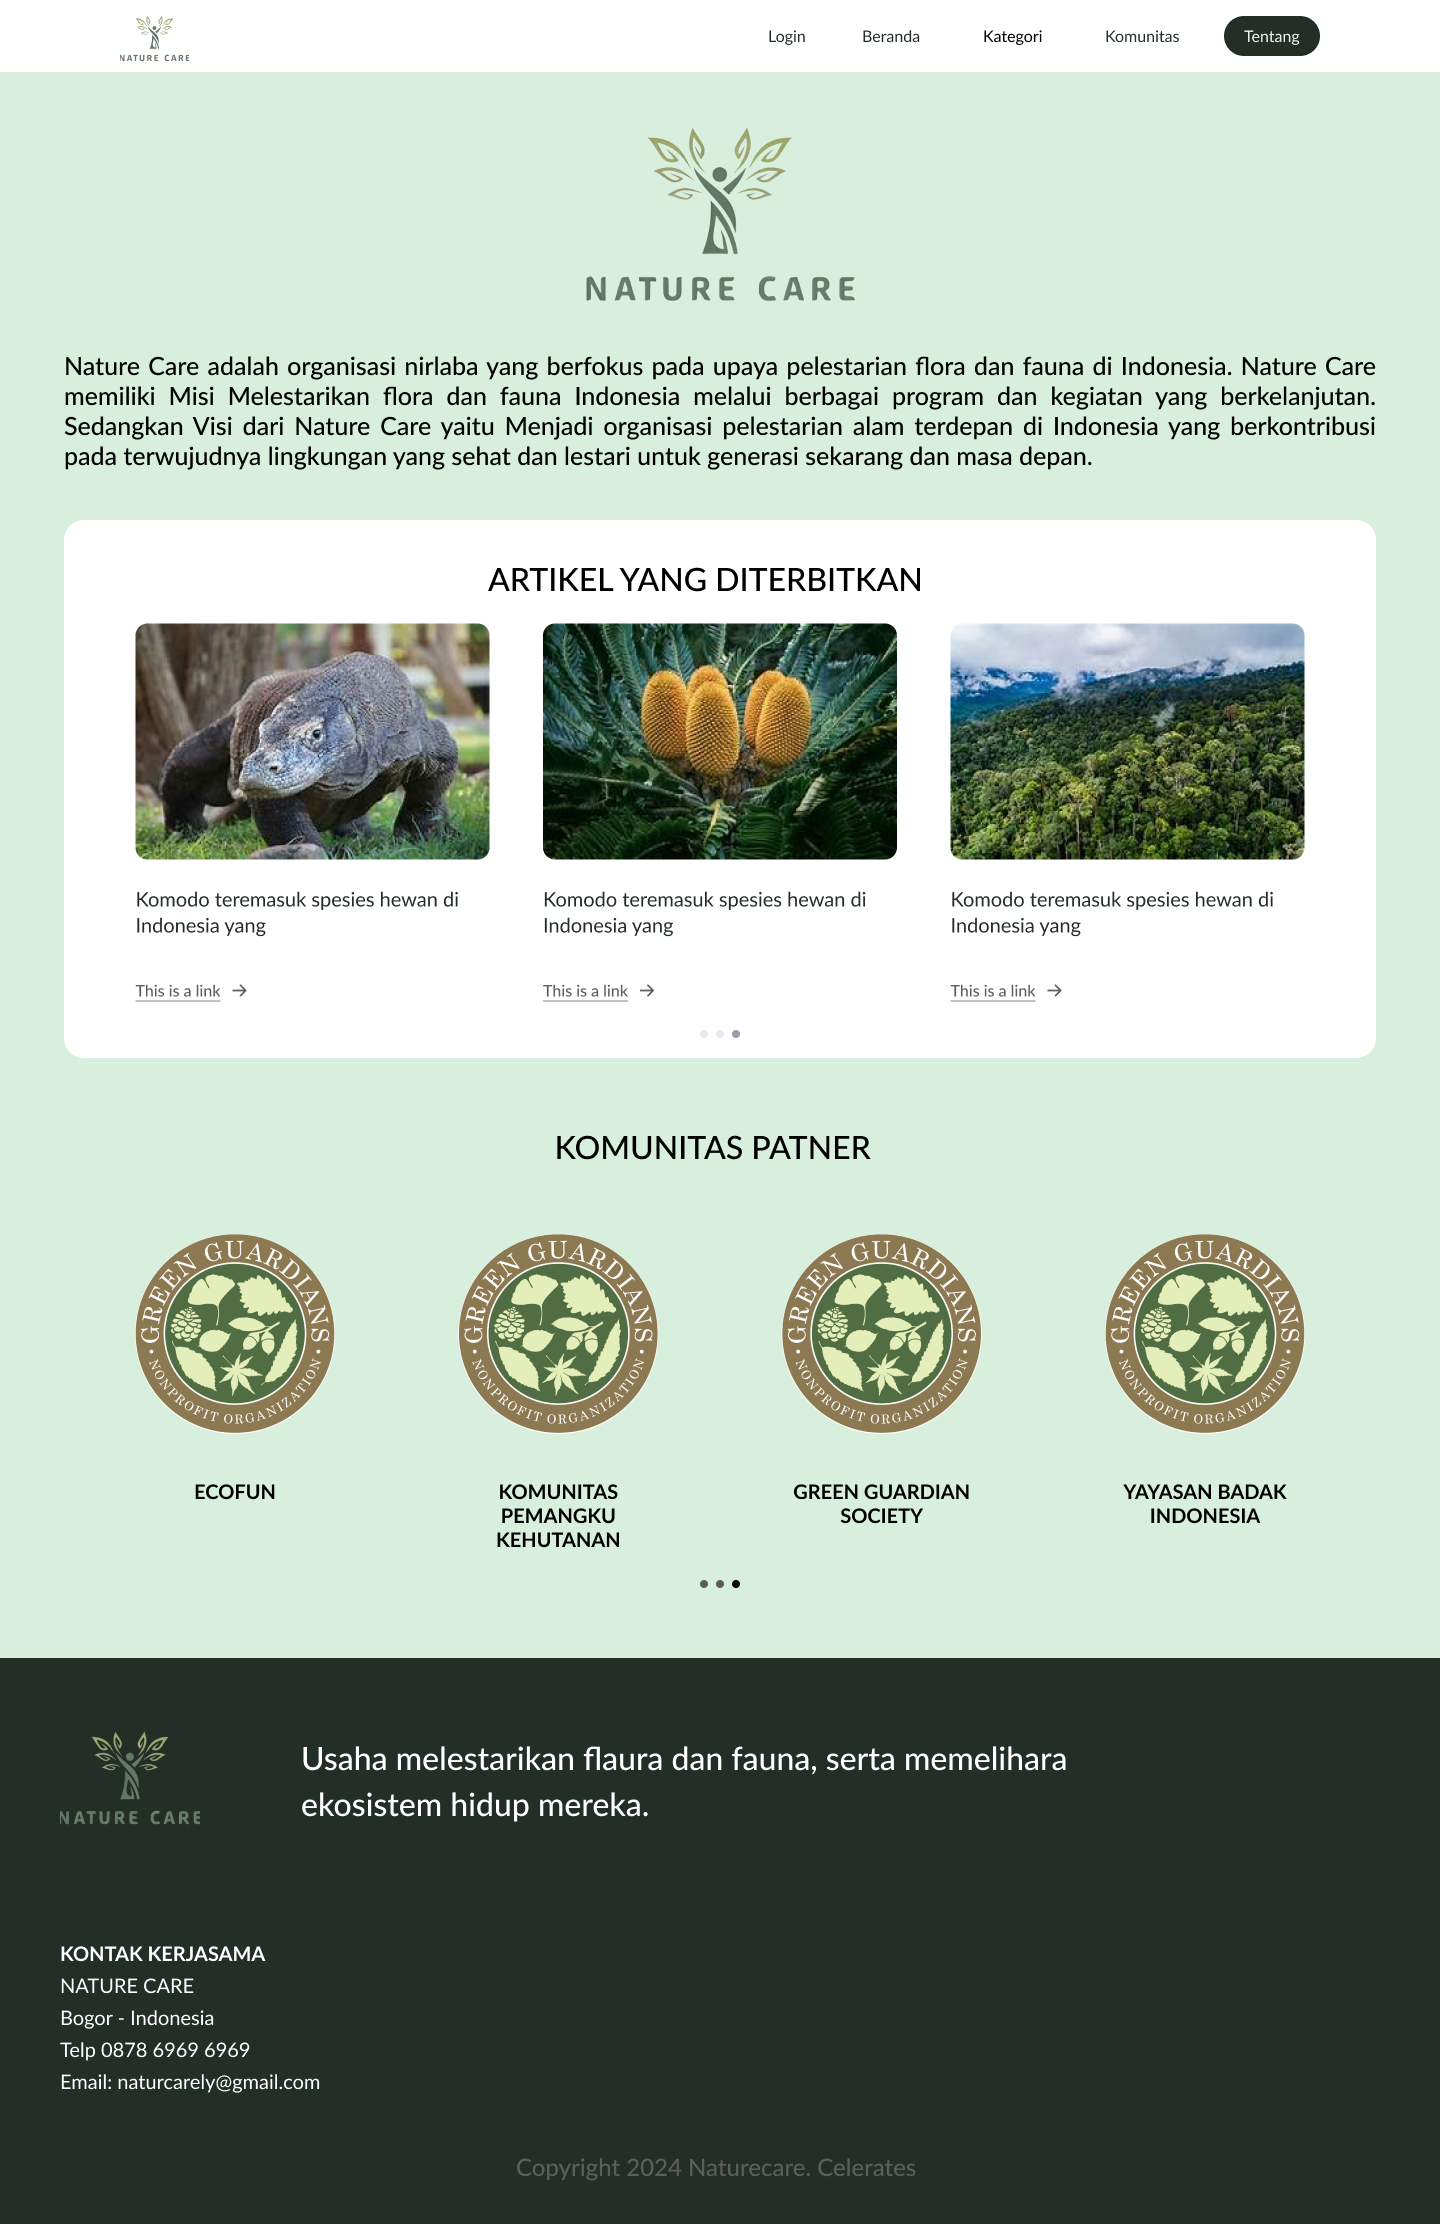 NATURE CARE
Login
Beranda
Kategori
Komunitas
Tentang
NATURE CARE
Nature Care adalah organisasi nirlaba yang berfokus pada upaya pelestarian flora dan fauna di Indonesia. Nature Care
memiliki Misi Melestarikan flora dan fauna Indonesia melalui berbagai program dan kegiatan yang berkelanjutan.
Sedangkan Visi dari Nature Care yaitu Menjadi organisasi pelestarian alam terdepan di Indonesia yang berkontribusi
pada terwujudnya lingkungan yang sehat dan lestari untuk generasi sekarang dan masa depan.
ARTIKEL YANG DITERBITKAN
Komodo teremasuk spesies hewan di
Indonesia yang
This is a link
Komodo teremasuk spesies hewan di
Indonesia yang
This is a link
Komodo teremasuk spesies hewan di
Indonesia yang
This is a link
KOMUNITAS PATNER
GREEN GUARDIANS
NONPROFIT ORGANIZATION
ECOFUN
GREEN GUARDIANS
NONPROFIT ORGANIZATION
KOMUNITAS
PEMANGKU
KEHUTANAN
GREEN GUARDIANS
NONPROFIT ORGANIZATION
GREEN GUARDIAN
SOCIETY
GREEN GUARDIANS
NONPROFIT ORGANIZATION
YAYASAN BADAK
INDONESIA
NATURE CARE
Usaha melestarikan flaura dan fauna, serta memelihara
ekosistem hidup mereka.
KONTAK KERJASAMA
NATURE CARE
Bogor - Indonesia
Telp 0878 6969 6969
Email: naturcarely@gmail.com
Copyright 2024 Naturecare. Celerates